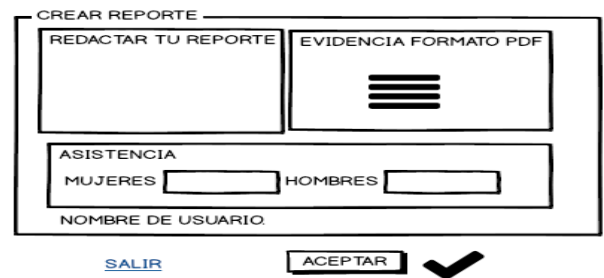 CREAR REPORTE
REDACTAR TU REPORTE
EVIDENCIA FORMATO PDF
ASISTENCIA
MUJERES HOMBRES
NOMBRE DE USUARIO.
SALIR ACEPTAR